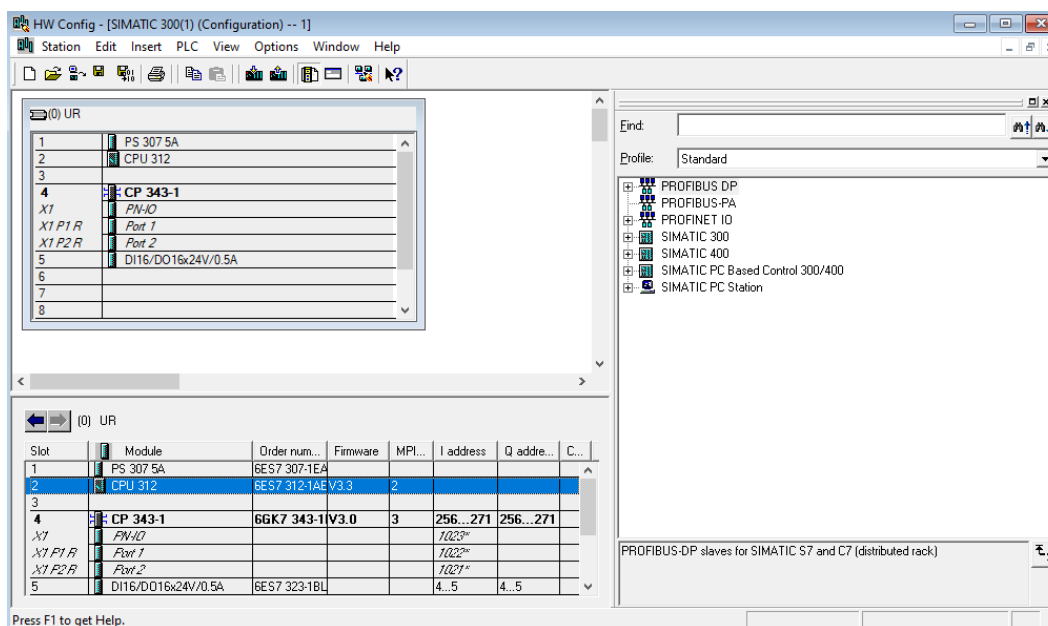 HW Config - [SIMATIC 300(1) (Configuration) -- 1]
Station Edit Insert PLC View Options Window Help
(0) UR
1 PS 307 5A
2 CPU 312
3
4 CP 343-1
X1 PN-IO
X1 P1 R Port 1
X1 P2 R Port 2
5 DI16/DO16x24V/0.5A
6
7
8
Find:
Profile: Standard
PROFIBUS DP
PROFIBUS-PA
PROFINET IO
SIMATIC 300
SIMATIC 400
SIMATIC PC Based Control 300/400
SIMATIC PC Station
(0) UR
Slot Module Order num... Firmware MPI... I address Q addre... C...
1 PS 307 5A 6ES7 307-1EA
2 CPU 312 6ES7 312-1AE V3.3 2
3
4 CP 343-1 6GK7 343-1 V3.0 3 256...271 256...271
X1 PN-IO 1023*
X1 P1 R Port 1 1022*
X1 P2 R Port 2 1021*
5 DI16/DO16x24V/0.5A 6ES7 323-1BL 4...5 4...5
PROFIBUS-DP slaves for SIMATIC S7 and C7 (distributed rack)
Press F1 to get Help.